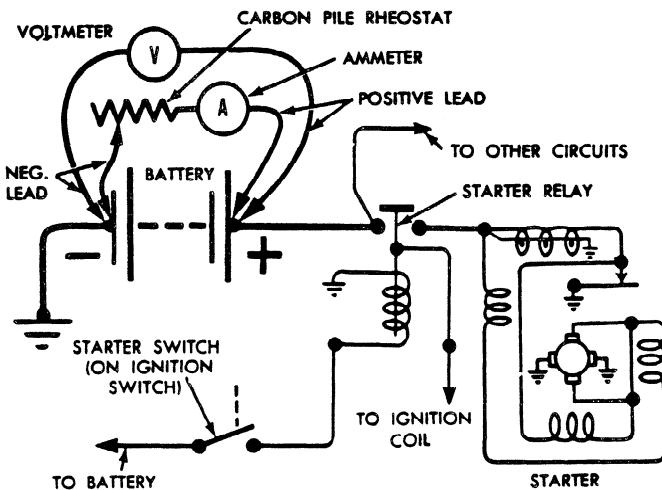 CARBON PILE RHEOSTAT
VOLTMETER
V
AMMETER
A
POSITIVE LEAD
TO OTHER CIRCUITS
NEG.
LEAD
BATTERY
STARTER RELAY
−
+
STARTER SWITCH
(ON IGNITION
SWITCH)
TO IGNITION
COIL
TO BATTERY
STARTER